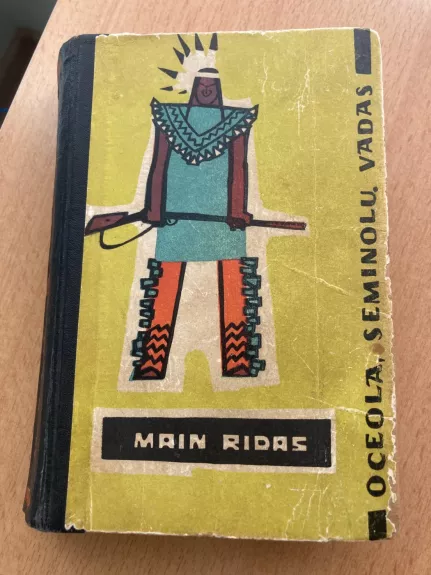 MAIN RIDAS
OCEOLA, SEMINOLŲ VADAS